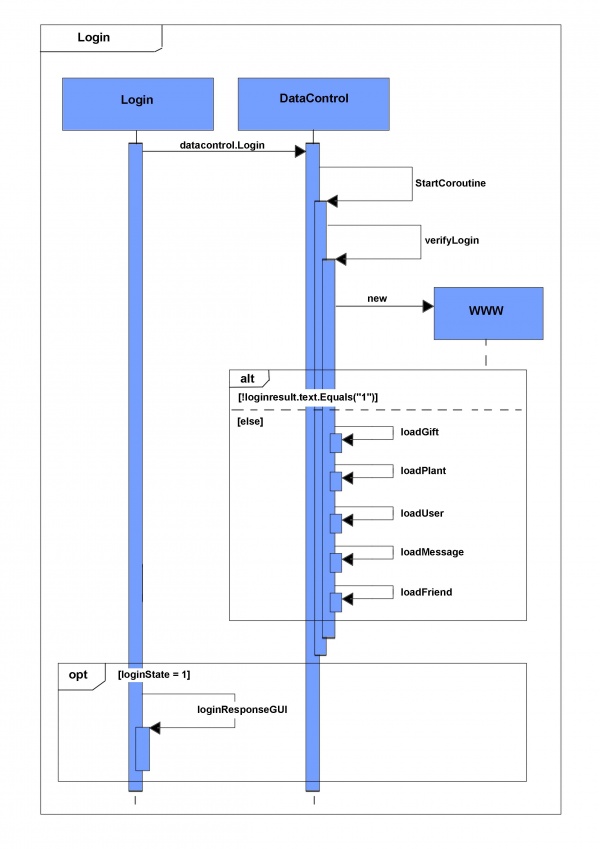 Login
Login
DataControl
datacontrol.Login
StartCoroutine
verifyLogin
new
WWW
alt
[!loginresult.text.Equals("1")]
[else]
loadGift
loadPlant
loadUser
loadMessage
loadFriend
opt
[loginState = 1]
loginResponseGUI